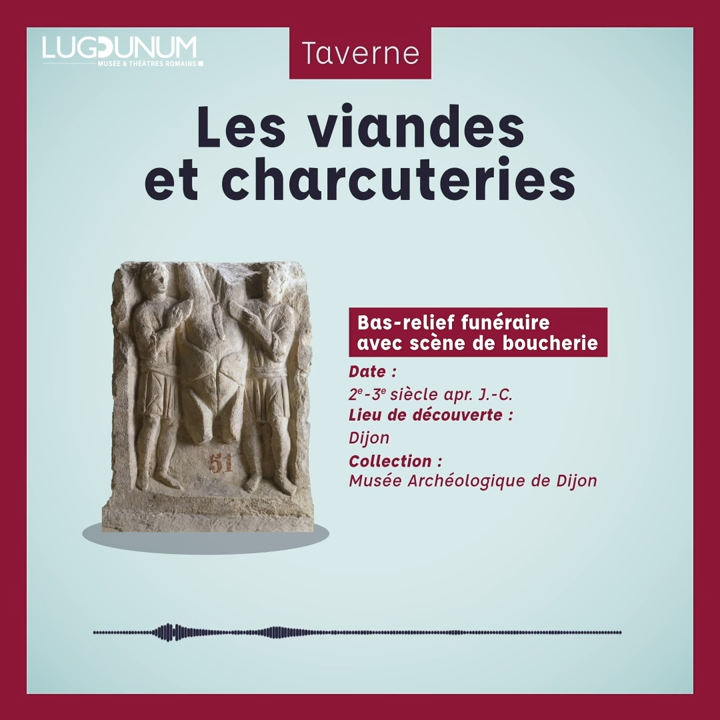 LUGDUNUM
MUSÉE & THÉÂTRES ROMAINS
Taverne
Les viandes
et charcuteries
51
Bas-relief funéraire
avec scène de boucherie
Date :
2e-3e siècle apr. J.-C.
Lieu de découverte :
Dijon
Collection :
Musée Archéologique de Dijon